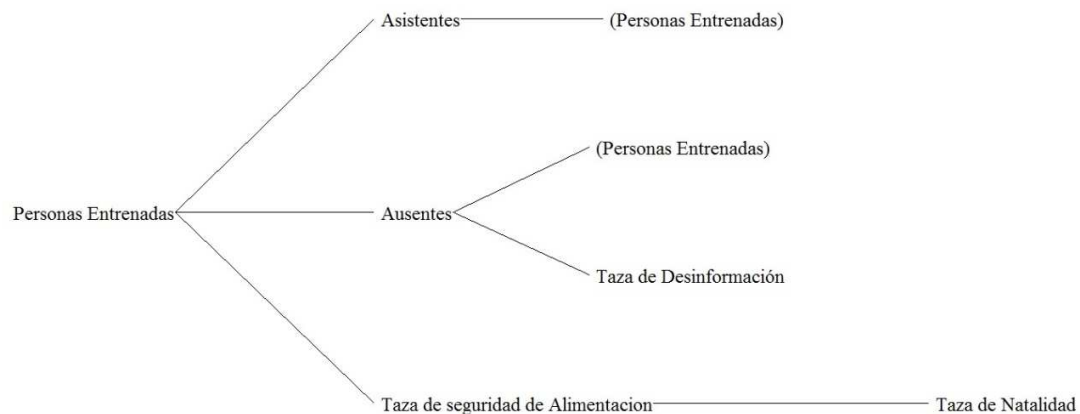 Asistentes (Personas Entrenadas)
(Personas Entrenadas)
Personas Entrenadas Ausentes
Taza de Desinformación
Taza de seguridad de Alimentacion Taza de Natalidad